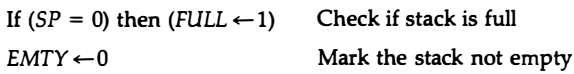 If (SP = 0) then (FULL ← 1) Check if stack is full
EMTY ← 0 Mark the stack not empty